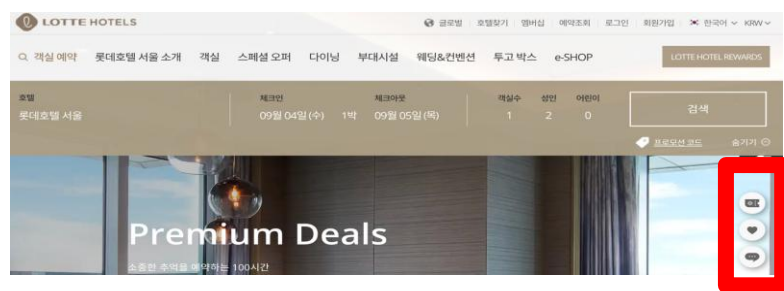 LOTTE HOTELS
글로벌 호텔찾기 멤버십 예약조회 로그인 회원가입 한국어 KRW
객실 예약 롯데호텔 서울 소개 객실 스페셜 오퍼 다이닝 부대시설 웨딩&컨벤션 투고 박스 e-SHOP LOTTE HOTEL REWARDS
호텔 체크인 체크아웃 객실수 성인 어린이
롯데호텔 서울 09월 04일 (수) 1박 09월 05일 (목) 1 2 0 검색
프로모션 코드 숨기기
Premium Deals
소중한 추억을 예약하는 100시간